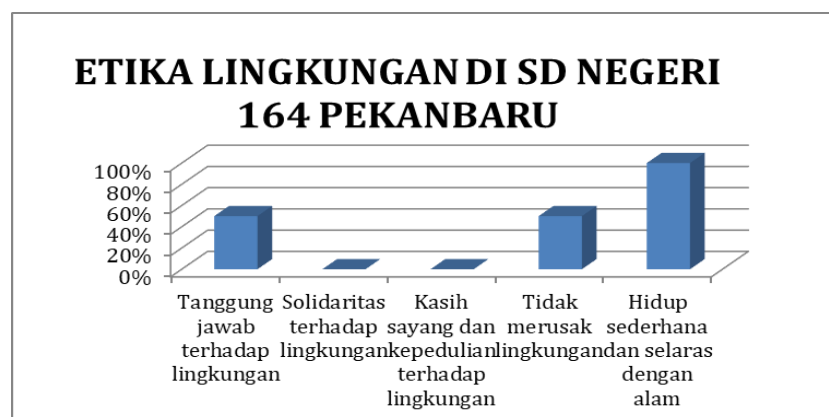 ETIKA LINGKUNGAN DI SD NEGERI
164 PEKANBARU
100%
80%
60%
40%
20%
0%
Tanggung
jawab
terhadap
lingkungan
Solidaritas
terhadap
lingkungan
Kasih
sayang dan
kepedulian
terhadap
lingkungan
Tidak
merusak
lingkungan
Hidup
sederhana
dan selaras
dengan
alam